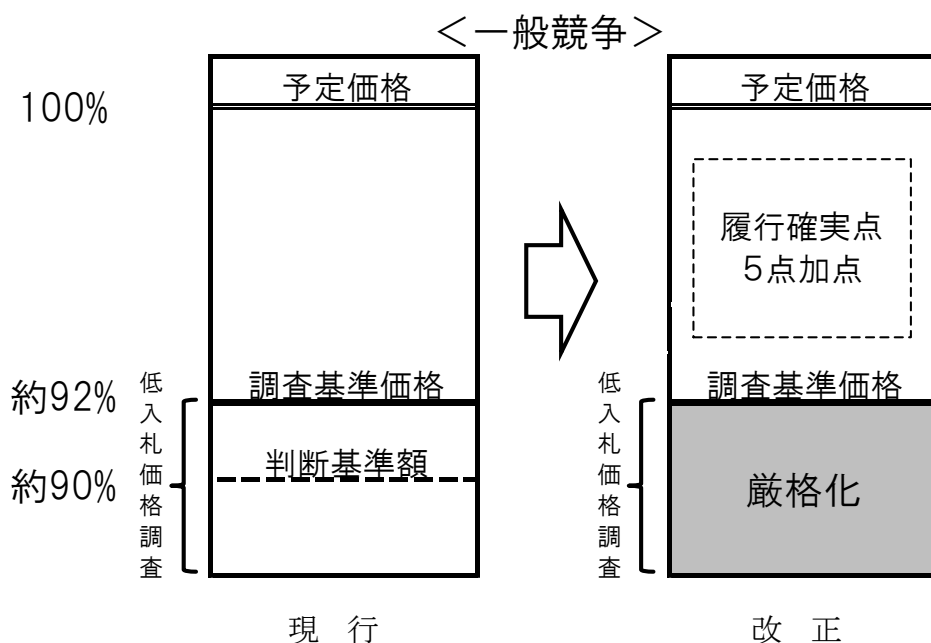 ＜一般競争＞
予定価格
予定価格
100%
履行確実点
５点加点
調査基準価格
調査基準価格
約92%
低入札価格調査
低入札価格調査
判断基準額
約90%
厳格化
現　行
改　正